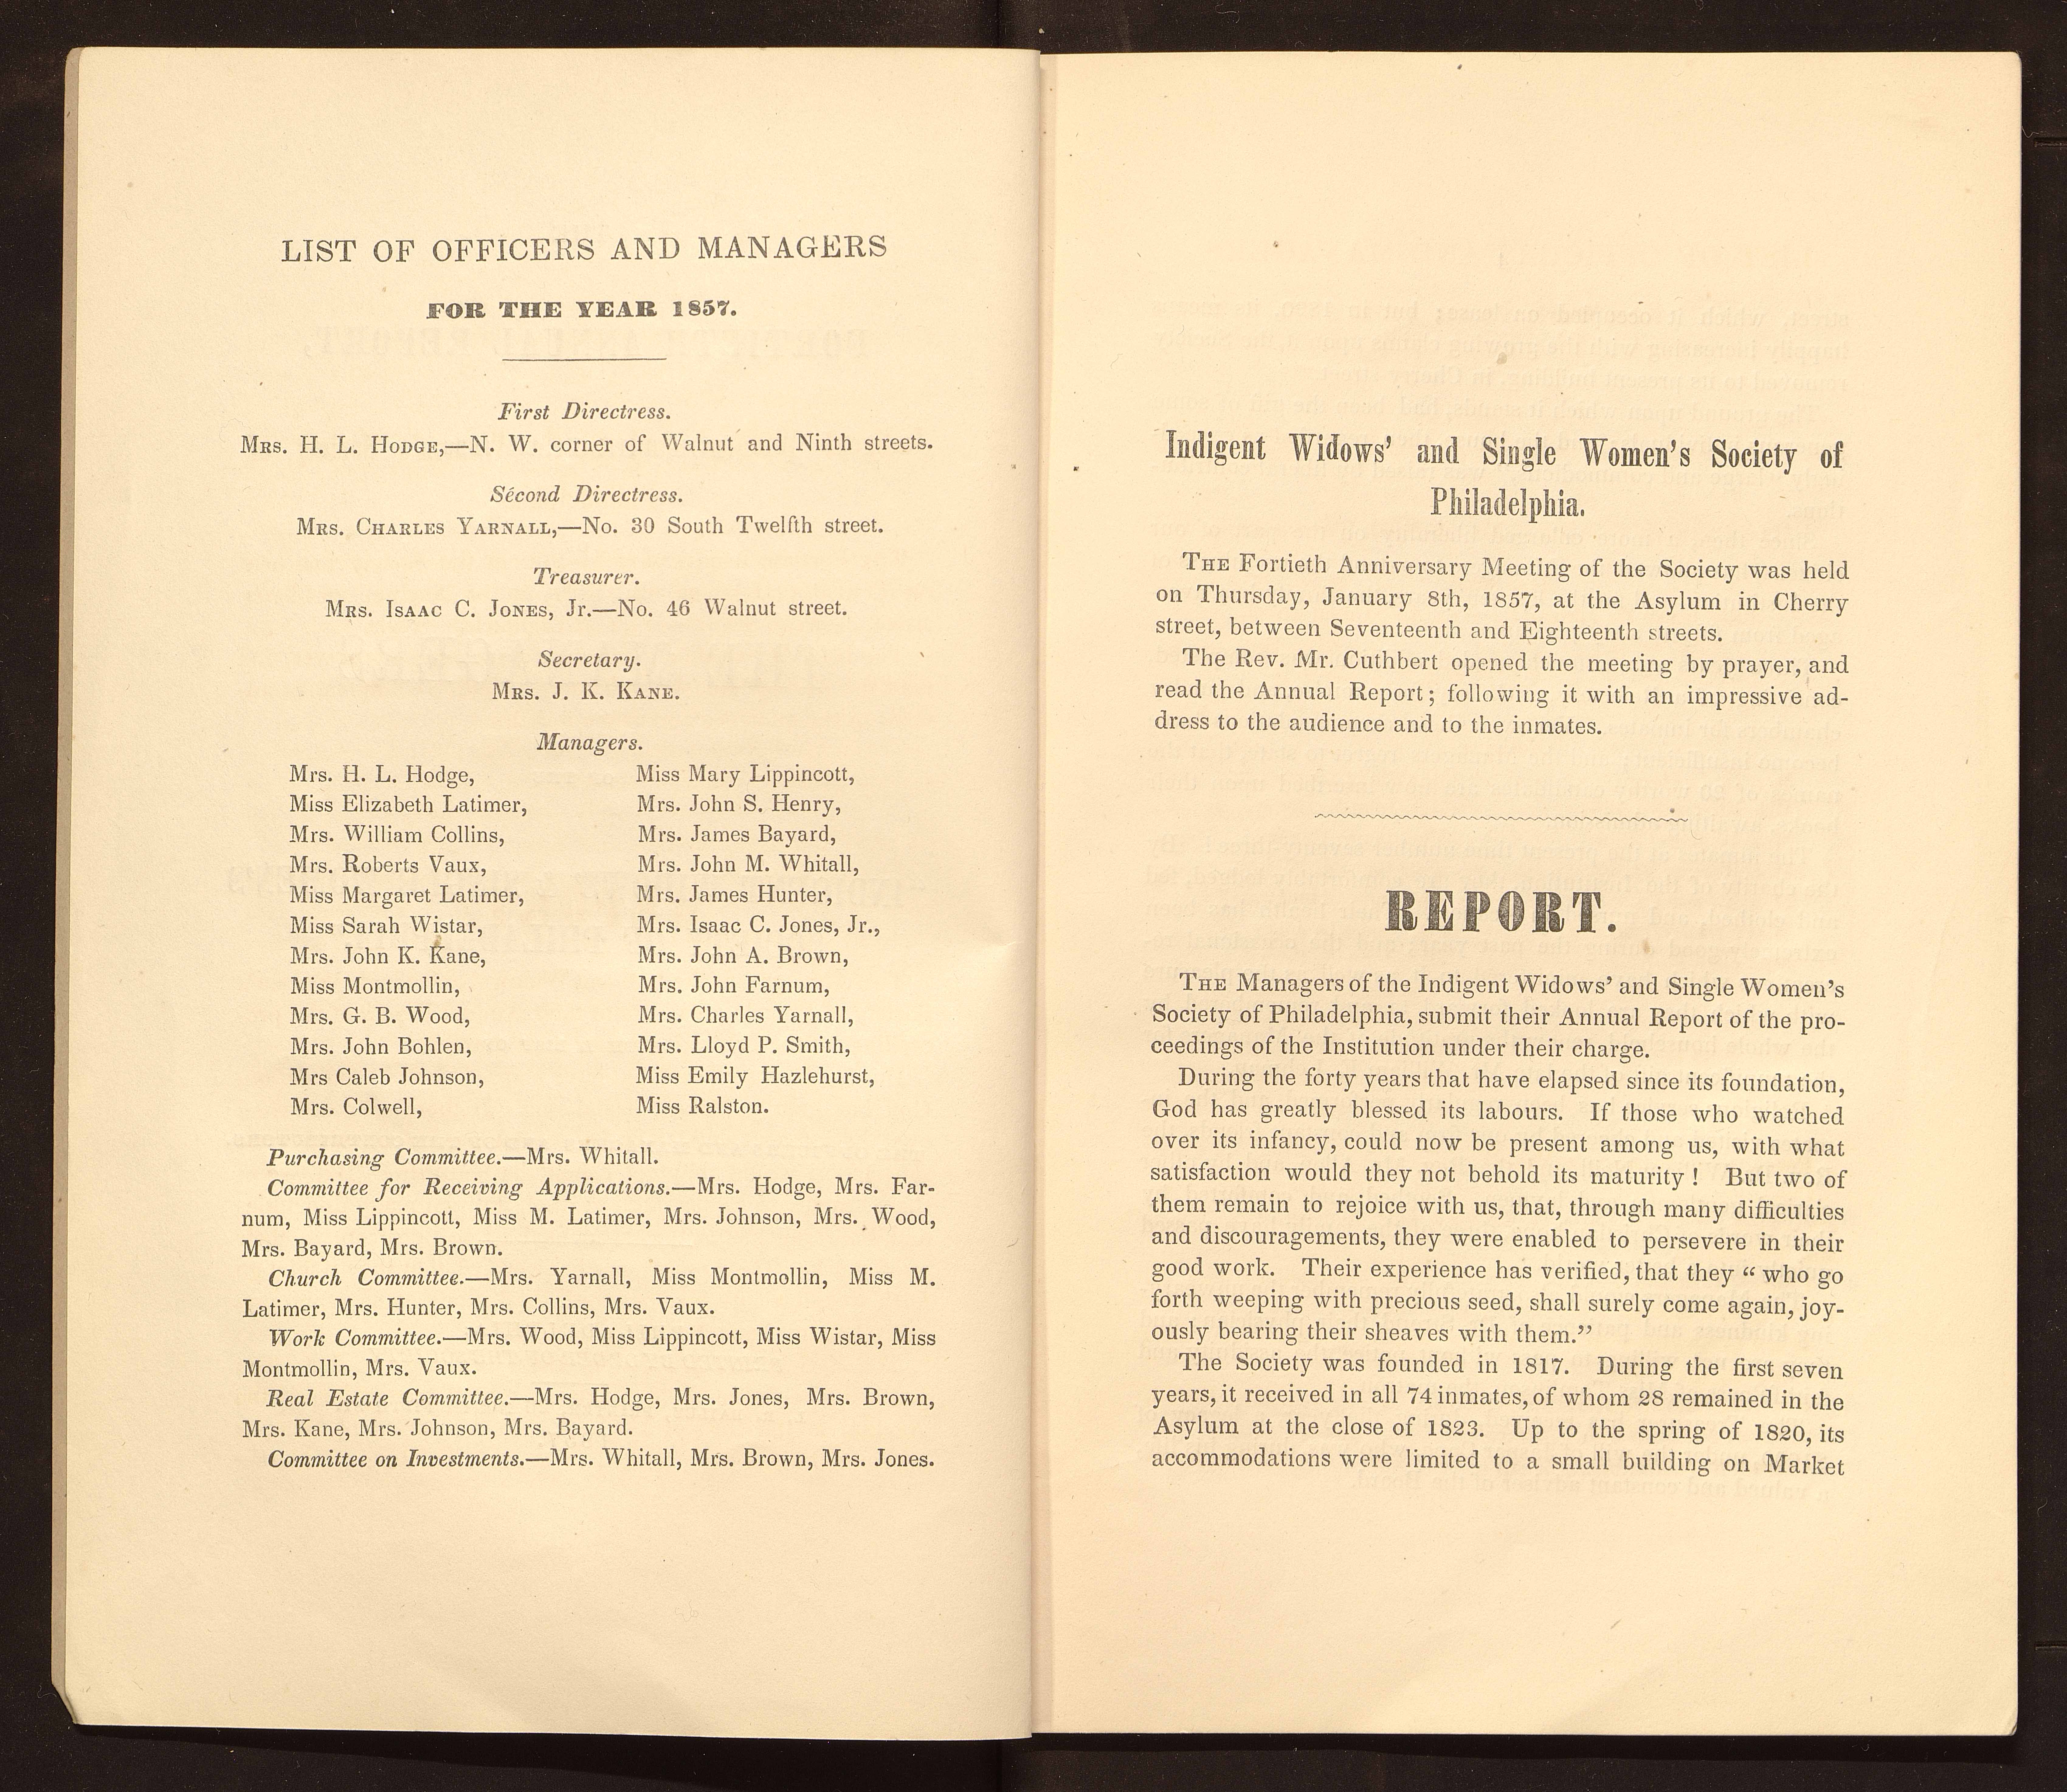 LIST OF OFFICERS AND MANAGERS
FOR THE YEAR 1857.
First Directress.
MRS. H. L. HODGE,—N. W. corner of Walnut and Ninth streets.
Second Directress.
MRS. CHARLES YARNALL,—No. 30 South Twelfth street.
Treasurer.
MRS. ISAAC C. JONES, Jr.—No. 46 Walnut street.
Secretary.
MRS. J. K. KANE.
Managers.
Mrs. H. L. Hodge,
Miss Elizabeth Latimer,
Mrs. William Collins,
Mrs. Roberts Vaux,
Miss Margaret Latimer,
Miss Sarah Wistar,
Mrs. John K. Kane,
Miss Montmollin,
Mrs. G. B. Wood,
Mrs. John Bohlen,
Mrs Caleb Johnson,
Mrs. Colwell,
Miss Mary Lippincott,
Mrs. John S. Henry,
Mrs. James Bayard,
Mrs. John M. Whitall,
Mrs. James Hunter,
Mrs. Isaac C. Jones, Jr.,
Mrs. John A. Brown,
Mrs. John Farnum,
Mrs. Charles Yarnall,
Mrs. Lloyd P. Smith,
Miss Emily Hazlehurst,
Miss Ralston.
Purchasing Committee.—Mrs. Whitall.
Committee for Receiving Applications.—Mrs. Hodge, Mrs. Far-
num, Miss Lippincott, Miss M. Latimer, Mrs. Johnson, Mrs. Wood,
Mrs. Bayard, Mrs. Brown.
Church Committee.—Mrs. Yarnall, Miss Montmollin, Miss M.
Latimer, Mrs. Hunter, Mrs. Collins, Mrs. Vaux.
Work Committee.—Mrs. Wood, Miss Lippincott, Miss Wistar, Miss
Montmollin, Mrs. Vaux.
Real Estate Committee.—Mrs. Hodge, Mrs. Jones, Mrs. Brown,
Mrs. Kane, Mrs. Johnson, Mrs. Bayard.
Committee on Investments.—Mrs. Whitall, Mrs. Brown, Mrs. Jones.
Indigent Widows' and Single Women's Society of
Philadelphia.
THE Fortieth Anniversary Meeting of the Society was held
on Thursday, January 8th, 1857, at the Asylum in Cherry
street, between Seventeenth and Eighteenth streets.
The Rev. Mr. Cuthbert opened the meeting by prayer, and
read the Annual Report; following it with an impressive ad-
dress to the audience and to the inmates.
REPORT.
THE Managers of the Indigent Widows' and Single Women's
Society of Philadelphia, submit their Annual Report of the pro-
ceedings of the Institution under their charge.
During the forty years that have elapsed since its foundation,
God has greatly blessed its labours. If those who watched
over its infancy, could now be present among us, with what
satisfaction would they not behold its maturity! But two of
them remain to rejoice with us, that, through many difficulties
and discouragements, they were enabled to persevere in their
good work. Their experience has verified, that they “ who go
forth weeping with precious seed, shall surely come again, joy-
ously bearing their sheaves with them.”
The Society was founded in 1817. During the first seven
years, it received in all 74 inmates, of whom 28 remained in the
Asylum at the close of 1823. Up to the spring of 1820, its
accommodations were limited to a small building on Market